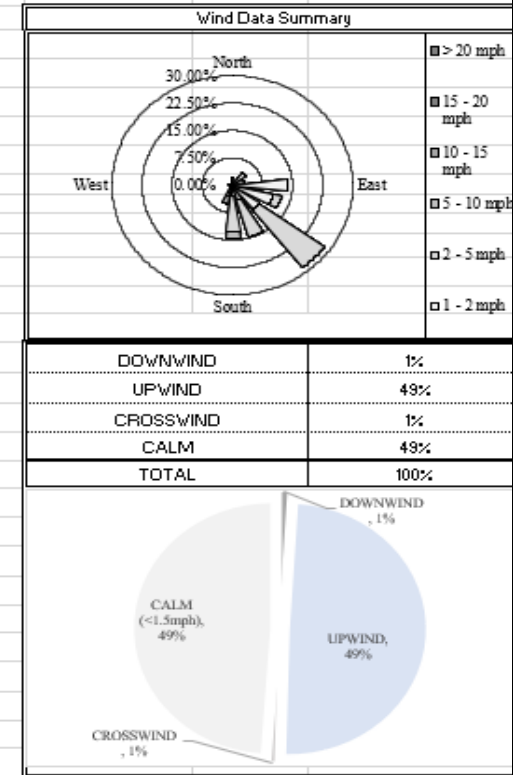 Wind Data Summary
North
30.00%
22.50%
15.00%
7.50%
0.00%
West
East
South
> 20 mph
15 - 20
mph
10 - 15
mph
5 - 10 mph
2 - 5 mph
1 - 2 mph
DOWNWIND 1%
UPWIND 49%
CROSSWIND 1%
CALM 49%
TOTAL 100%
DOWNWIND
, 1%
CALM
(<1.5mph),
49%
UPWIND,
49%
CROSSWIND
, 1%